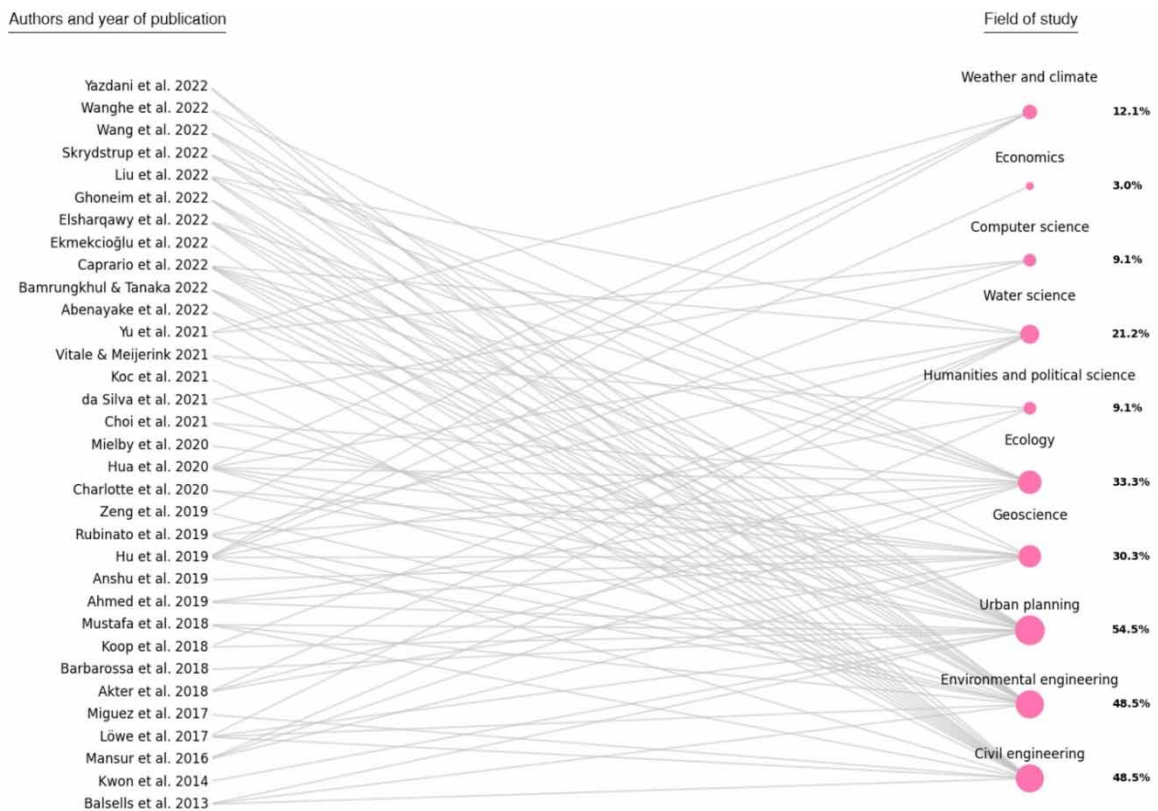 Authors and year of publication
Field of study
Yazdani et al. 2022
Wanghe et al. 2022
Wang et al. 2022
Skrydstrup et al. 2022
Liu et al. 2022
Ghoneim et al. 2022
Elsharqawy et al. 2022
Ekmekcioğlu et al. 2022
Caprario et al. 2022
Bamrungkhul & Tanaka 2022
Abenayake et al. 2022
Yu et al. 2021
Vitale & Meijerink 2021
Koc et al. 2021
da Silva et al. 2021
Choi et al. 2021
Mielby et al. 2020
Hua et al. 2020
Charlotte et al. 2020
Zeng et al. 2019
Rubinato et al. 2019
Hu et al. 2019
Anshu et al. 2019
Ahmed et al. 2019
Mustafa et al. 2018
Koop et al. 2018
Barbarossa et al. 2018
Akter et al. 2018
Miguez et al. 2017
Löwe et al. 2017
Mansur et al. 2016
Kwon et al. 2014
Balsells et al. 2013
Weather and climate
12.1%
Economics
3.0%
Computer science
9.1%
Water science
21.2%
Humanities and political science
9.1%
Ecology
33.3%
Geoscience
30.3%
Urban planning
54.5%
Environmental engineering
48.5%
Civil engineering
48.5%